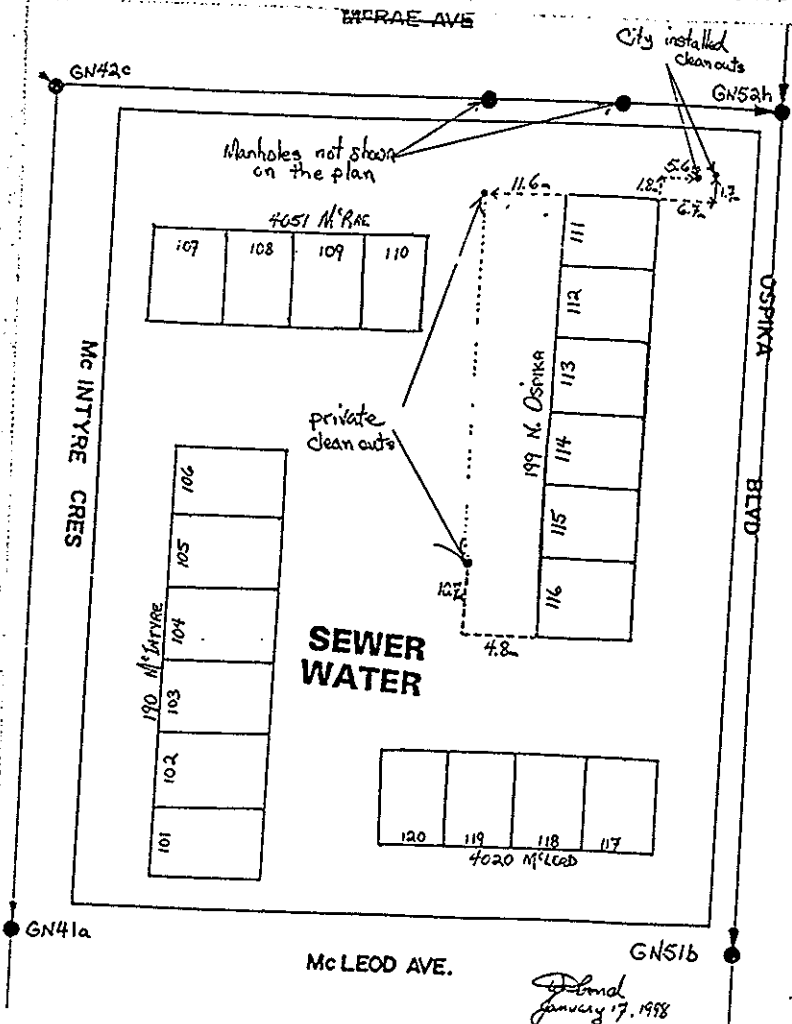 McRAE AVE
City installed
clean outs
GN42c
GN52h
Manholes not shown
on the plan
5.6m
1.8m
1.7m
6.7m
11.6m
4051 McRAE
107 108 109 110
111
112
113
114
115
116
199 N. OSPIKA
OSPIKA BLVD
Mc INTYRE CRES
private
clean outs
106
105
104
103
102
101
190 McINTYRE
4.8m
SEWER
WATER
120 119 118 117
4020 McLEOD
GN41a
GN51b
Mc LEOD AVE.
January 17, 1998